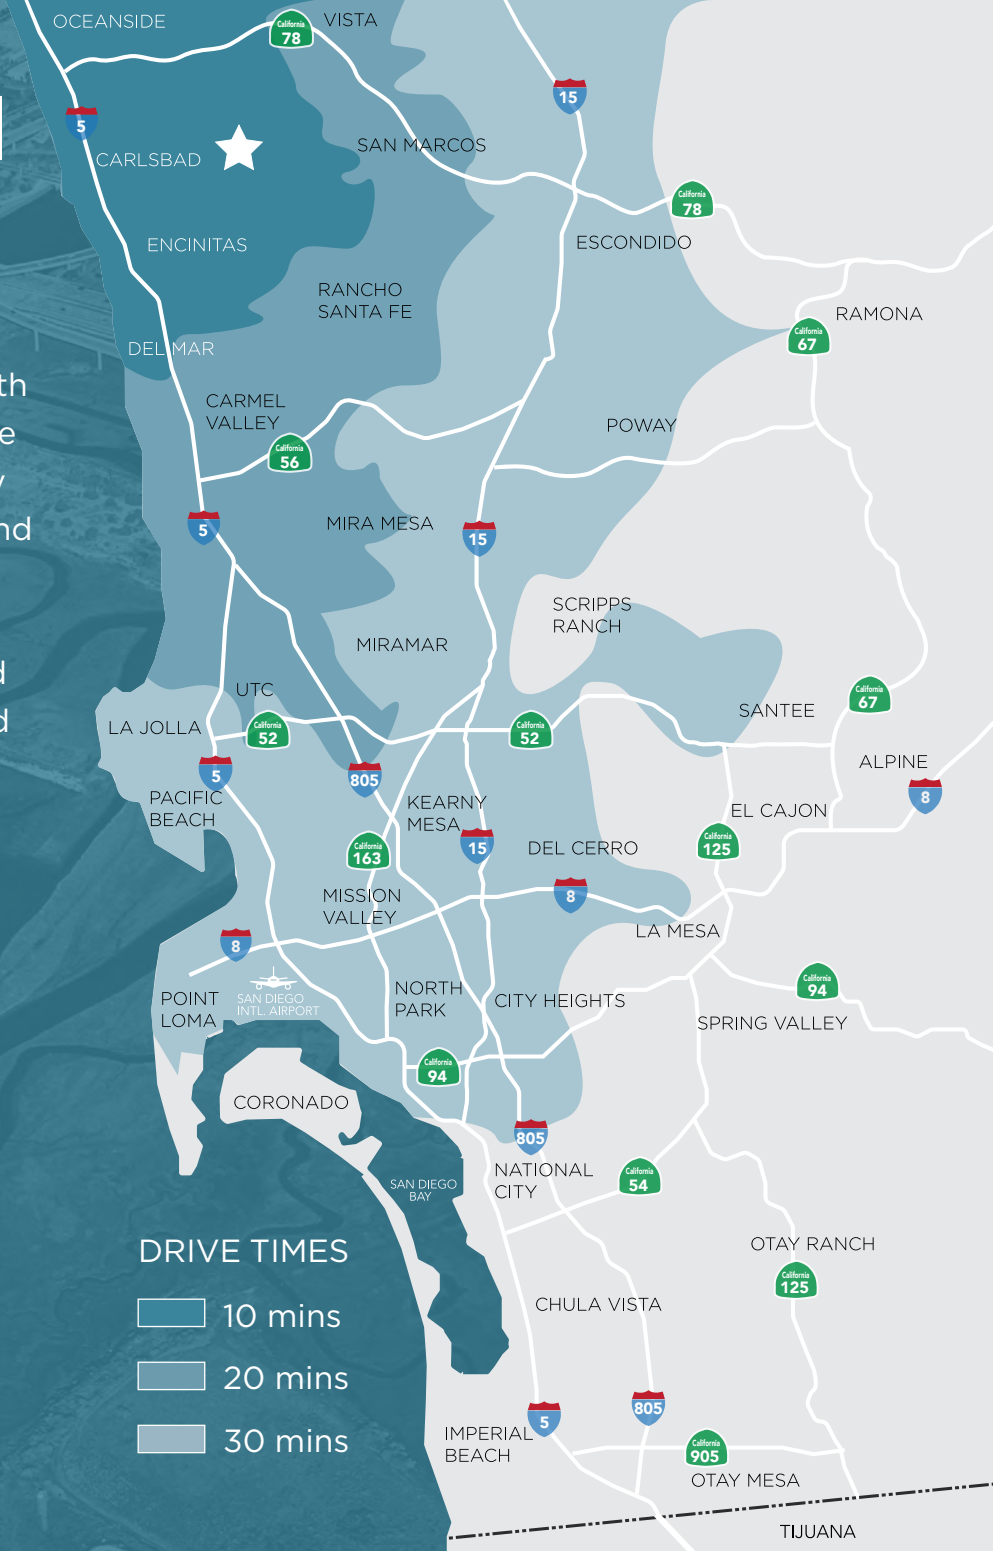 OCEANSIDE
VISTA
California
78
15
5
SAN MARCOS
CARLSBAD
California
78
ESCONDIDO
ENCINITAS
RANCHO
SANTA FE
RAMONA
California
67
DEL MAR
th
CARMEL
VALLEY
e
POWAY
California
56
y
nd
5
MIRA MESA
15
SCRIPPS
RANCH
MIRAMAR
d
UTC
California
67
d
LA JOLLA
California
52
California
52
SANTEE
ALPINE
5
805
8
PACIFIC
BEACH
KEARNY
MESA
EL CAJON
15
DEL CERRO
California
125
California
163
MISSION
VALLEY
8
8
LA MESA
POINT
LOMA
SAN DIEGO
INTL. AIRPORT
NORTH
PARK
CITY HEIGHTS
California
94
SPRING VALLEY
California
94
CORONADO
805
NATIONAL
CITY
California
54
SAN DIEGO
BAY
DRIVE TIMES
10 mins
20 mins
30 mins
OTAY RANCH
California
125
CHULA VISTA
805
5
IMPERIAL
BEACH
California
905
OTAY MESA
TIJUANA